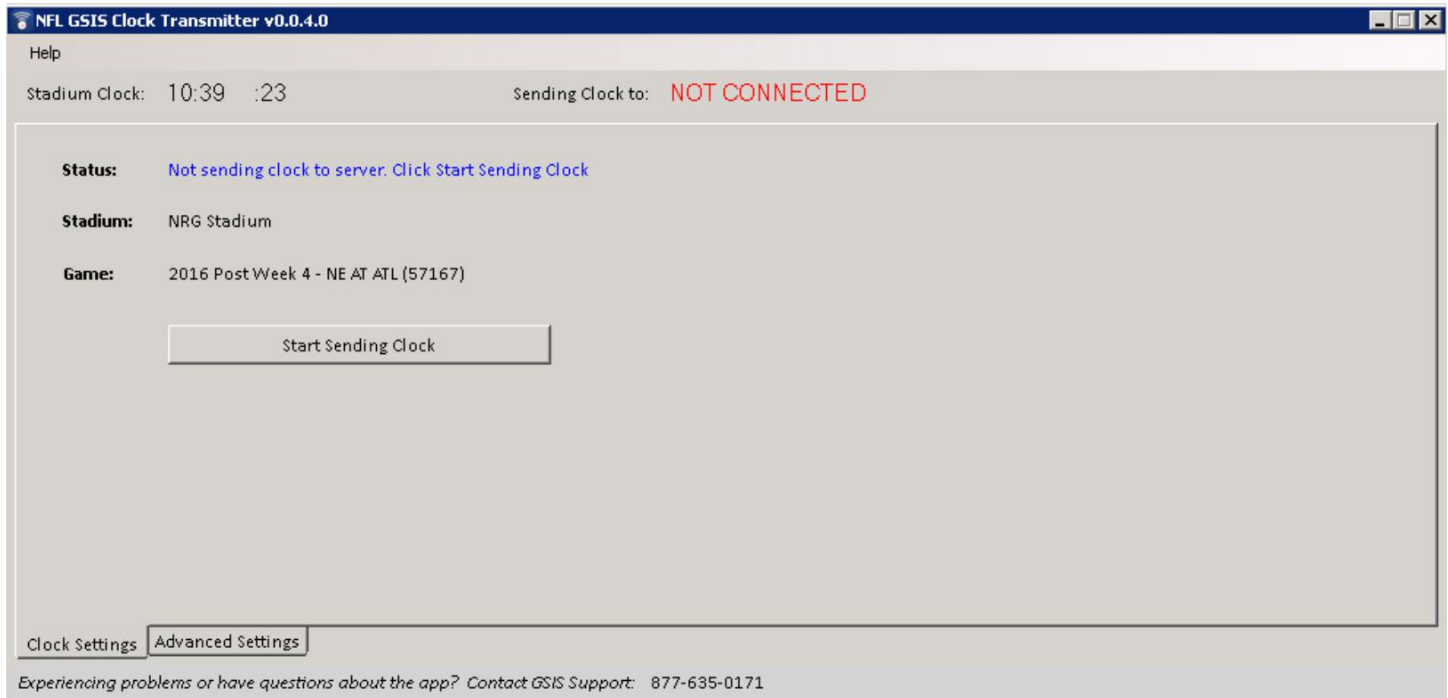 NFL GSIS Clock Transmitter v0.0.4.0
Help
Stadium Clock: 10:39 :23 Sending Clock to: NOT CONNECTED
Status: Not sending clock to server. Click Start Sending Clock
Stadium: NRG Stadium
Game: 2016 Post Week 4 - NE AT ATL (57167)
Start Sending Clock
Clock Settings Advanced Settings
Experiencing problems or have questions about the app? Contact GSIS Support: 877-635-0171